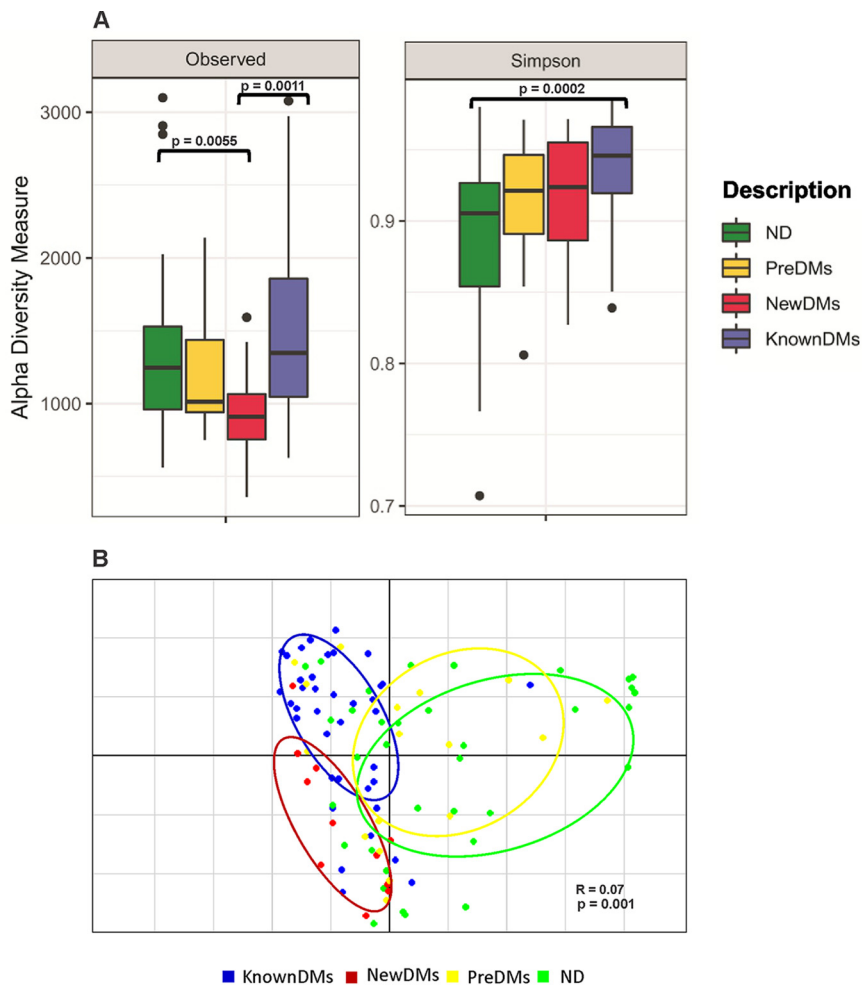 A
Observed
Simpson
p = 0.0011
p = 0.0055
p = 0.0002
3000
2000
1000
Alpha Diversity Measure
0.9
0.8
0.7
Description
ND
PreDMs
NewDMs
KnownDMs
B
R = 0.07
p = 0.001
KnownDMs NewDMs PreDMs ND